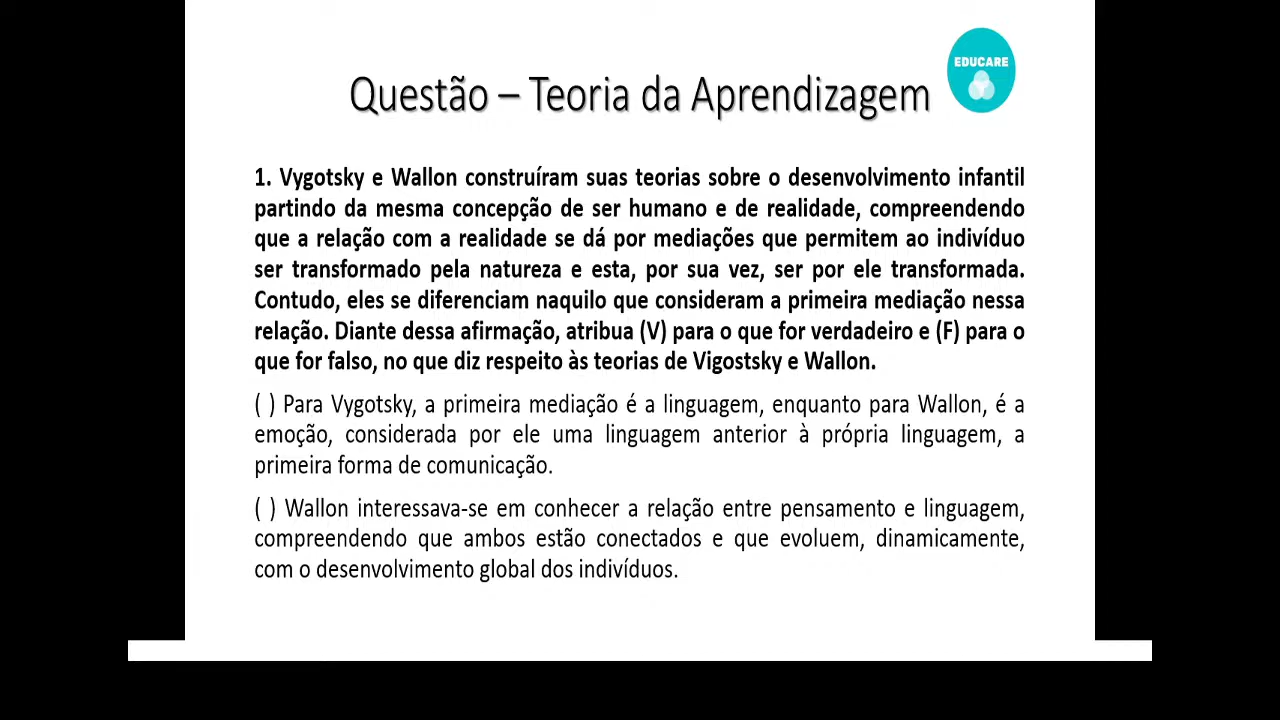 EDUCARE
Questão – Teoria da Aprendizagem
1. Vygotsky e Wallon construíram suas teorias sobre o desenvolvimento infantil
partindo da mesma concepção de ser humano e de realidade, compreendendo
que a relação com a realidade se dá por mediações que permitem ao indivíduo
ser transformado pela natureza e esta, por sua vez, ser por ele transformada.
Contudo, eles se diferenciam naquilo que consideram a primeira mediação nessa
relação. Diante dessa afirmação, atribua (V) para o que for verdadeiro e (F) para o
que for falso, no que diz respeito às teorias de Vigostsky e Wallon.
( ) Para Vygotsky, a primeira mediação é a linguagem, enquanto para Wallon, é a
emoção, considerada por ele uma linguagem anterior à própria linguagem, a
primeira forma de comunicação.
( ) Wallon interessava-se em conhecer a relação entre pensamento e linguagem,
compreendendo que ambos estão conectados e que evoluem, dinamicamente,
com o desenvolvimento global dos indivíduos.